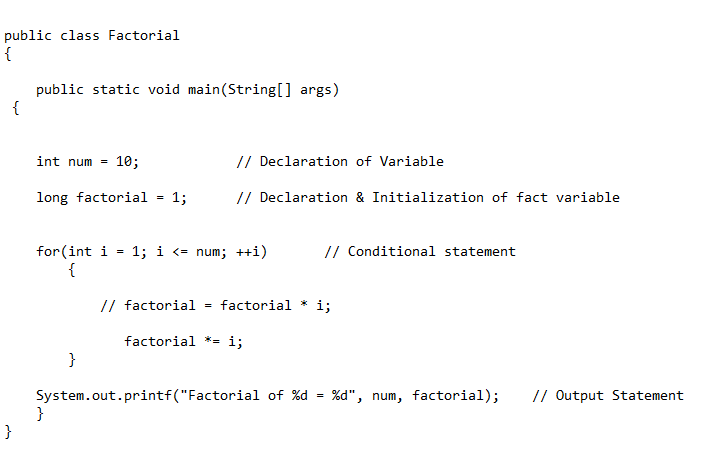 public class Factorial
{
public static void main(String[] args)
{
int num = 10; // Declaration of Variable
long factorial = 1; // Declaration & Initialization of fact variable
for(int i = 1; i <= num; ++i) // Conditional statement
{
// factorial = factorial * i;
factorial *= i;
}
System.out.printf("Factorial of %d = %d", num, factorial); // Output Statement
}
}